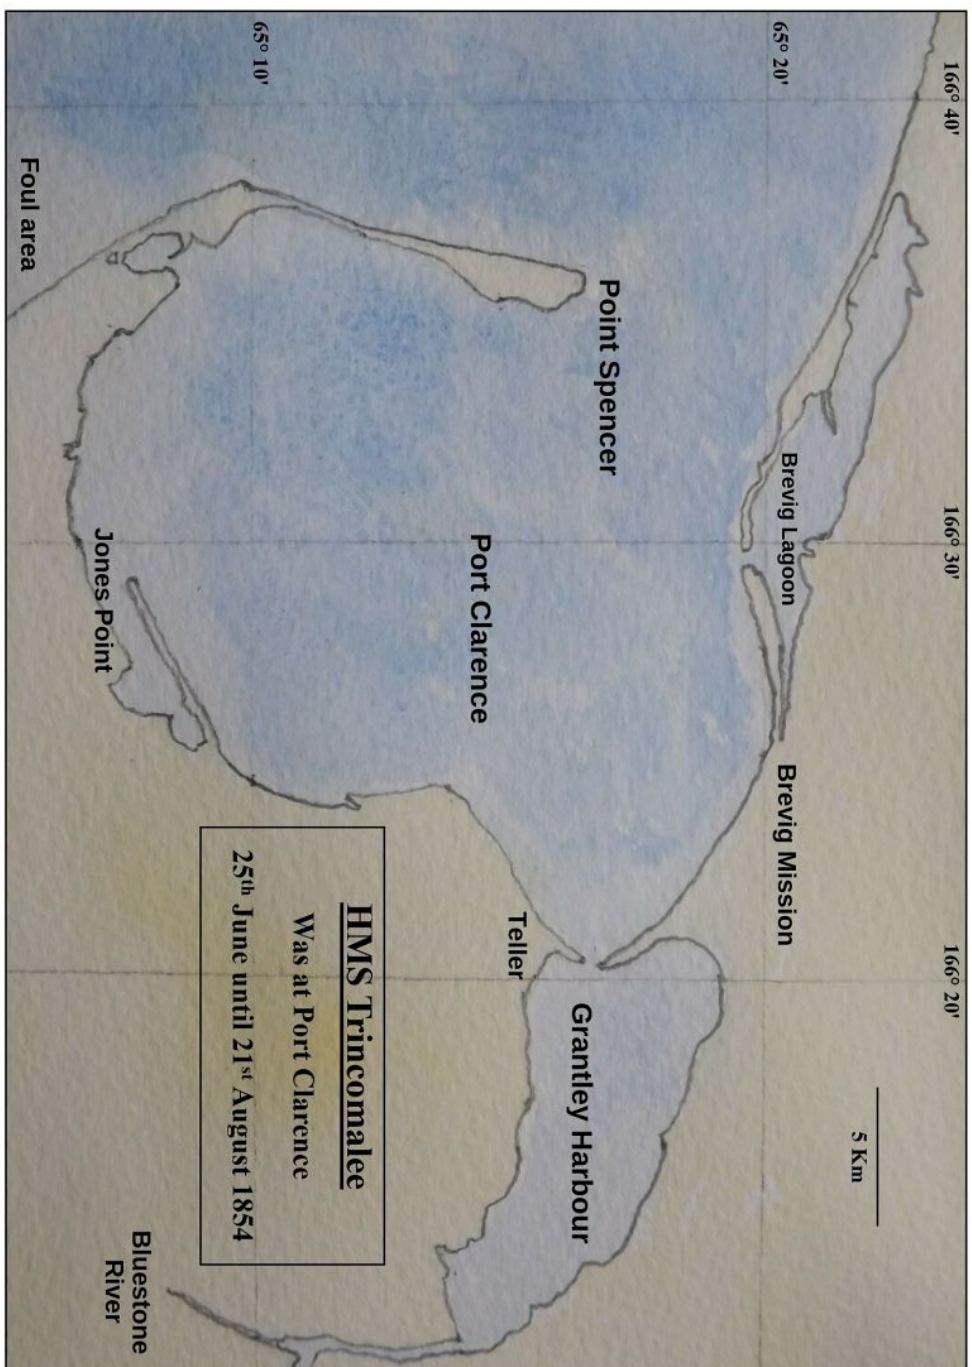 166° 40'
166° 30'
166° 20'
65° 20'
65° 10'
5 Km
Brevig Lagoon
Brevig Mission
Point Spencer
Grantley Harbour
Teller
Port Clarence
HMS Trincomalee
Was at Port Clarence
25th June until 21st August 1854
Jones Point
Bluestone
River
Foul area